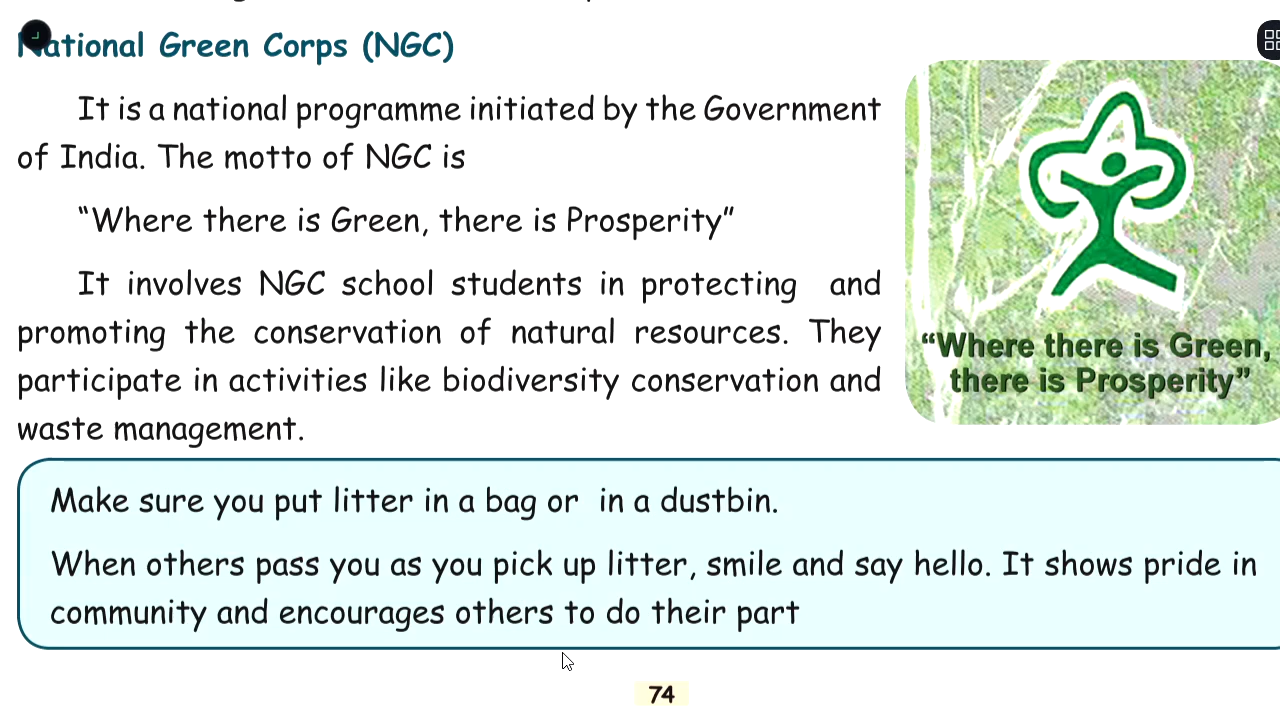 National Green Corps (NGC)
It is a national programme initiated by the Government
of India. The motto of NGC is
“Where there is Green, there is Prosperity”
It involves NGC school students in protecting and
promoting the conservation of natural resources. They
participate in activities like biodiversity conservation and
waste management.
“Where there is Green,
there is Prosperity”
Make sure you put litter in a bag or in a dustbin.
When others pass you as you pick up litter, smile and say hello. It shows pride in
community and encourages others to do their part
74